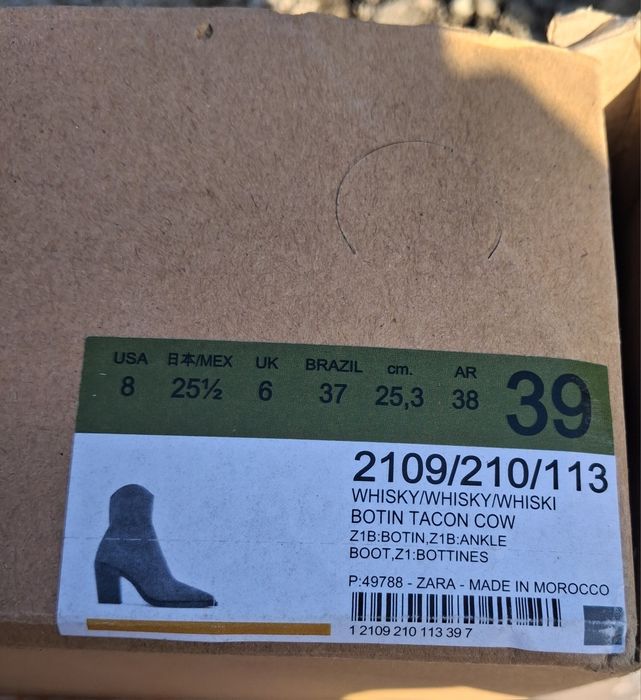 USA 日本/MEX UK BRAZIL cm. AR
8 25½ 6 37 25,3 38 39
2109/210/113
WHISKY/WHISKY/WHISKI
BOTIN TACON COW
Z1B:BOTIN,Z1B:ANKLE
BOOT,Z1:BOTTINES
P:49788 - ZARA - MADE IN MOROCCO
1 2109 210 113 39 7